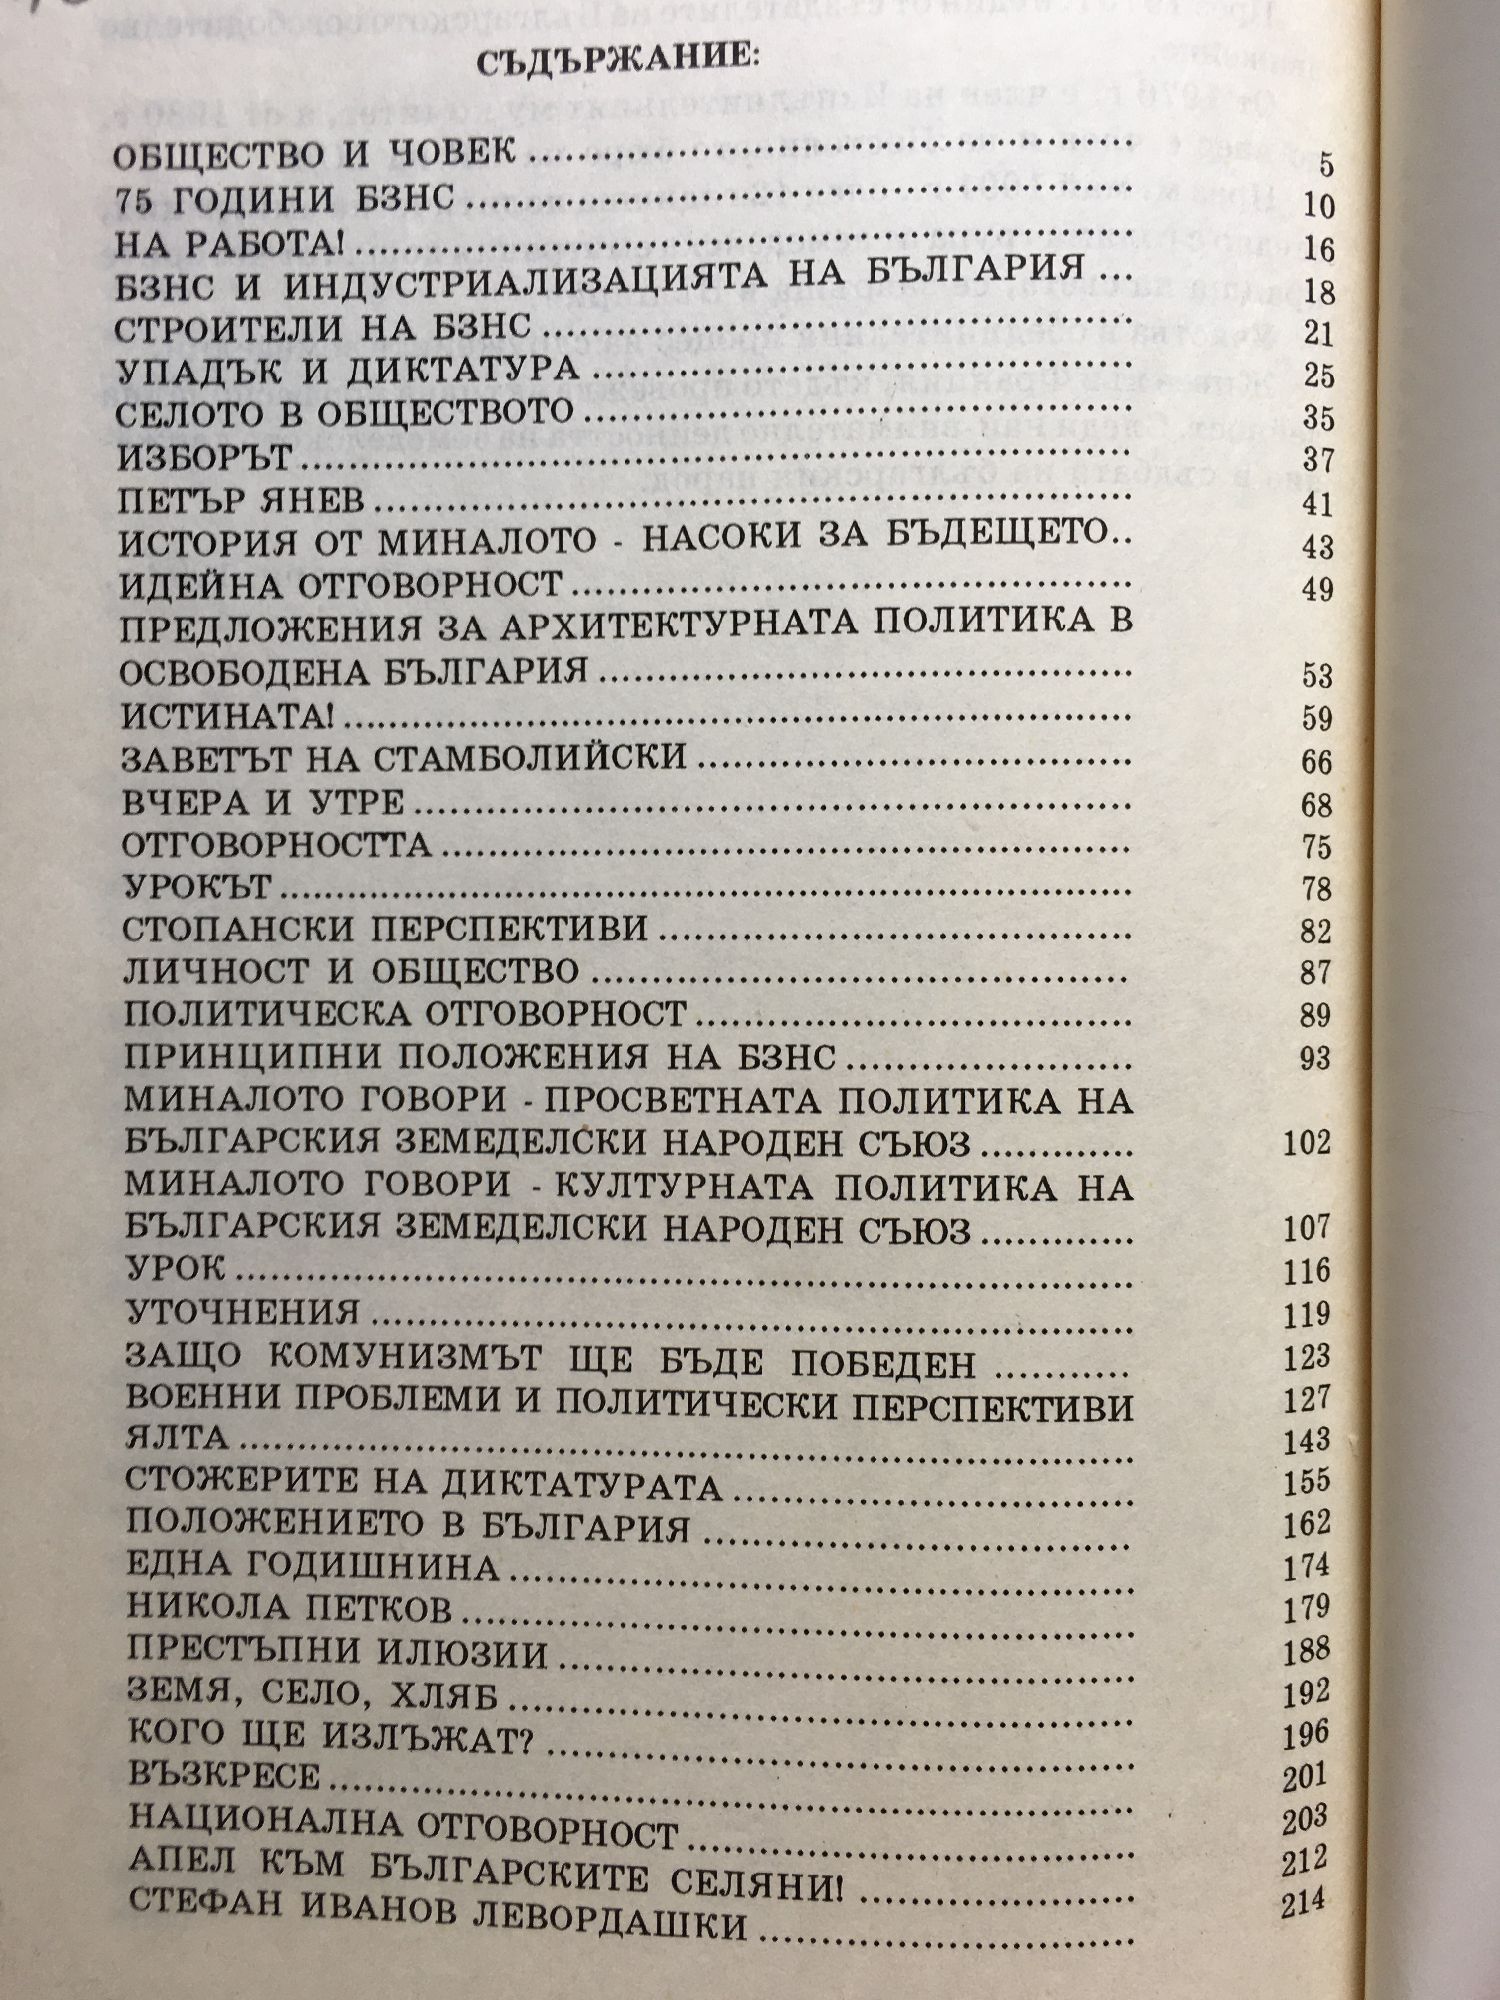 СЪДЪРЖАНИЕ:
ОБЩЕСТВО И ЧОВЕК ........ 5
75 ГОДИНИ БЗНС ........ 10
НА РАБОТА! ........ 16
БЗНС И ИНДУСТРИАЛИЗАЦИЯТА НА БЪЛГАРИЯ ... 18
СТРОИТЕЛИ НА БЗНС ........ 21
УПАДЪК И ДИКТАТУРА ........ 25
СЕЛОТО В ОБЩЕСТВОТО ........ 35
ИЗБОРЪТ ........ 37
ПЕТЪР ЯНЕВ ........ 41
ИСТОРИЯ ОТ МИНАЛОТО - НАСОКИ ЗА БЪДЕЩЕТО.. 43
ИДЕЙНА ОТГОВОРНОСТ ........ 49
ПРЕДЛОЖЕНИЯ ЗА АРХИТЕКТУРНАТА ПОЛИТИКА В
ОСВОБОДЕНА БЪЛГАРИЯ ........ 53
ИСТИНАТА! ........ 59
ЗАВЕТЪТ НА СТАМБОЛИЙСКИ ........ 66
ВЧЕРА И УТРЕ ........ 68
ОТГОВОРНОСТТА ........ 75
УРОКЪТ ........ 78
СТОПАНСКИ ПЕРСПЕКТИВИ ........ 82
ЛИЧНОСТ И ОБЩЕСТВО ........ 87
ПОЛИТИЧЕСКА ОТГОВОРНОСТ ........ 89
ПРИНЦИПНИ ПОЛОЖЕНИЯ НА БЗНС ........ 93
МИНАЛОТО ГОВОРИ - ПРОСВЕТНАТА ПОЛИТИКА НА
БЪЛГАРСКИЯ ЗЕМЕДЕЛСКИ НАРОДЕН СЪЮЗ ........ 102
МИНАЛОТО ГОВОРИ - КУЛТУРНАТА ПОЛИТИКА НА
БЪЛГАРСКИЯ ЗЕМЕДЕЛСКИ НАРОДЕН СЪЮЗ ........ 107
УРОК ........ 116
УТОЧНЕНИЯ ........ 119
ЗАЩО КОМУНИЗМЪТ ЩЕ БЪДЕ ПОБЕДЕН ........ 123
ВОЕННИ ПРОБЛЕМИ И ПОЛИТИЧЕСКИ ПЕРСПЕКТИВИ 127
ЯЛТА ........ 143
СТОЖЕРИТЕ НА ДИКТАТУРАТА ........ 155
ПОЛОЖЕНИЕТО В БЪЛГАРИЯ ........ 162
ЕДНА ГОДИШНИНА ........ 174
НИКОЛА ПЕТКОВ ........ 179
ПРЕСТЪПНИ ИЛЮЗИИ ........ 188
ЗЕМЯ, СЕЛО, ХЛЯБ ........ 192
КОГО ЩЕ ИЗЛЪЖАТ? ........ 196
ВЪЗКРЕСЕ ........ 201
НАЦИОНАЛНА ОТГОВОРНОСТ ........ 203
АПЕЛ КЪМ БЪЛГАРСКИТЕ СЕЛЯНИ! ........ 212
СТЕФАН ИВАНОВ ЛЕВОРДАШКИ ........ 214